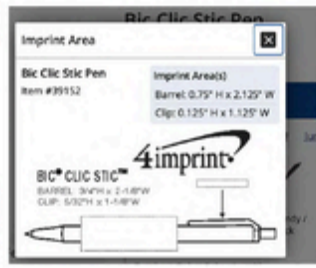 Bic Clic Stic Pen
Imprint Area
Bic Clic Stic Pen
Item #39152
Imprint Area(s)
Barrel: 0.75" H x 2.125" W
Clip: 0.125" H x 1.125" W
4imprint
BIC® CLIC STIC™
BARREL: 3/4"H x 2-1/8"W
CLIP: 5/32"H x 1-1/8"W